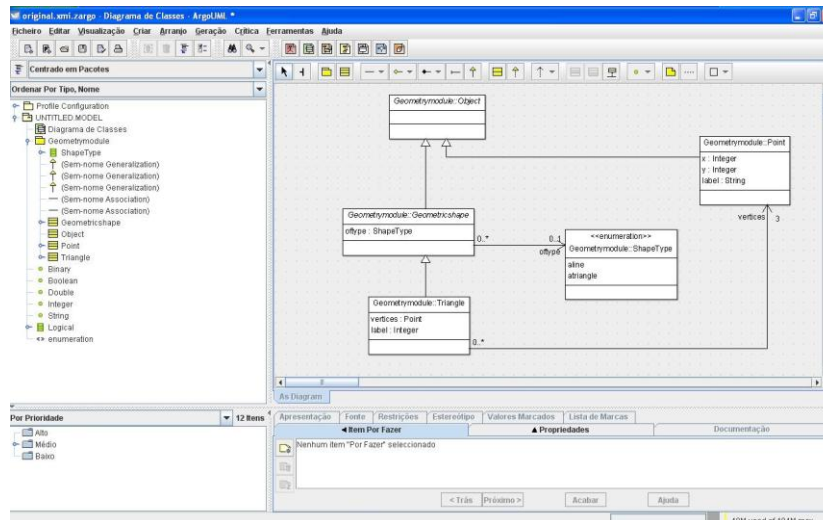 original.xmi.zargo - Diagrama de Classes - ArgoUML *
Ficheiro Editar Visualização Criar Arranjo Geração Crítica Ferramentas Ajuda
Centrado em Pacotes
Ordenar Por Tipo, Nome
Profile Configuration
UNTITLED.MODEL
Diagrama de Classes
Geometrymodule
ShapeType
(Sem-nome Generalization)
(Sem-nome Generalization)
(Sem-nome Generalization)
(Sem-nome Association)
(Sem-nome Association)
Geometricshape
Object
Point
Triangle
Binary
Boolean
Double
Integer
String
Logical
<> enumeration
Geometrymodule::Object
Geometrymodule::Point
x : Integer
y : Integer
label : String
vertices 3
Geometrymodule::Geometricshape
oftype : ShapeType
0..*
0..1
oftype
<<enumeration>>
Geometrymodule::ShapeType
aline
atriangle
Geometrymodule::Triangle
vertices : Point
label : Integer
0..*
As Diagram
Por Prioridade 12 Itens
Alto
Médio
Baixo
Apresentação Fonte Restrições Estereótipo Valores Marcados Lista de Marcas
Item Por Fazer Propriedades Documentação
Nenhum item "Por Fazer" seleccionado
< Trás Próximo > Acabar Ajuda